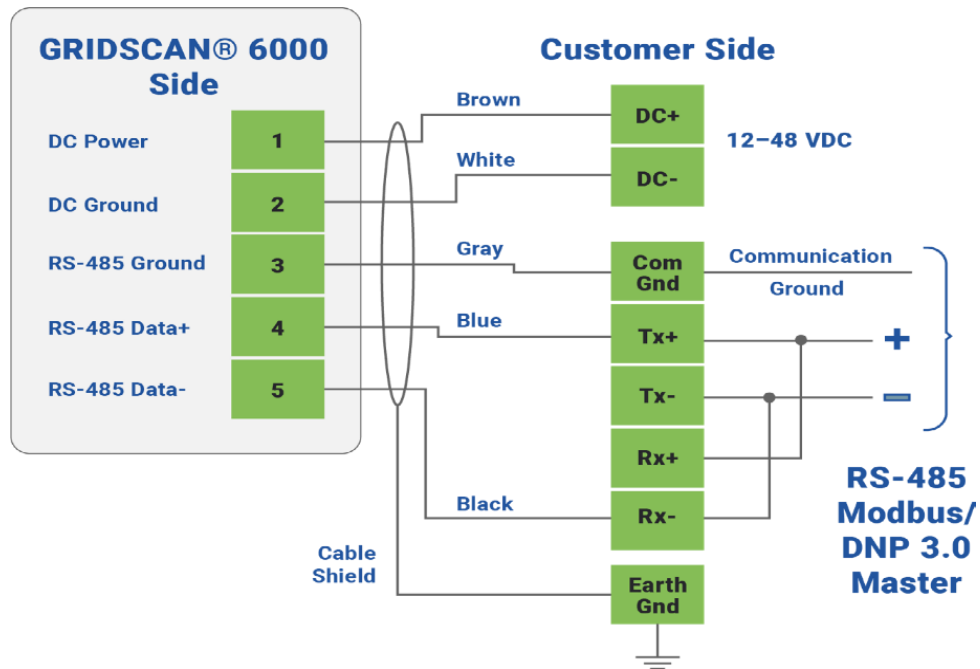 GRIDSCAN® 6000
Side
Customer Side
DC Power
1
DC Ground
2
RS-485 Ground
3
RS-485 Data+
4
RS-485 Data-
5
Brown
White
Gray
Blue
Black
Cable
Shield
DC+
DC-
12–48 VDC
Com
Gnd
Communication
Ground
Tx+
+
Tx-
–
Rx+
Rx-
Earth
Gnd
RS-485
Modbus/
DNP 3.0
Master